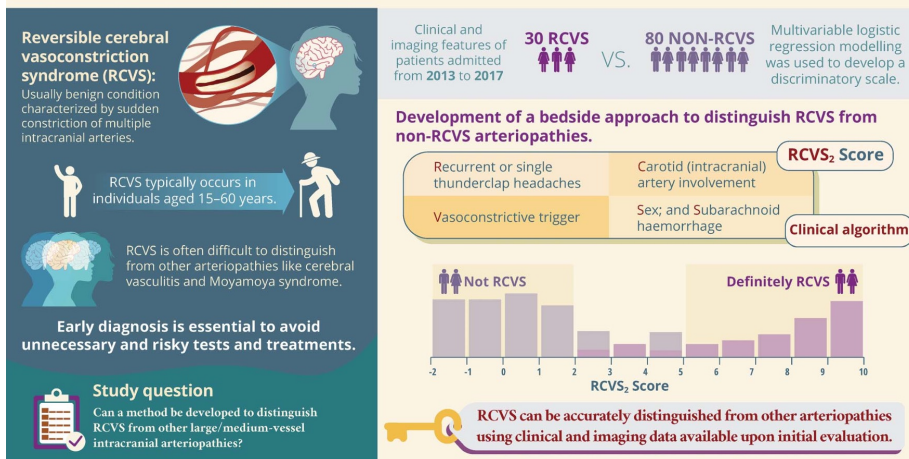 Reversible cerebral
vasoconstriction
syndrome (RCVS):
Usually benign condition
characterized by sudden
constriction of multiple
intracranial arteries.
RCVS typically occurs in
individuals aged 15–60 years.
RCVS is often difficult to distinguish
from other arteriopathies like cerebral
vasculitis and Moyamoya syndrome.
Early diagnosis is essential to avoid
unnecessary and risky tests and treatments.
Study question
Can a method be developed to distinguish
RCVS from other large/medium-vessel
intracranial arteriopathies?
Clinical and
imaging features of
patients admitted
from 2013 to 2017
30 RCVS
VS.
80 NON-RCVS
Multivariable logistic
regression modelling
was used to develop a
discriminatory scale.
Development of a bedside approach to distinguish RCVS from
non-RCVS arteriopathies.
RCVS₂ Score
Recurrent or single
thunderclap headaches
Carotid (intracranial)
artery involvement
Vasoconstrictive trigger
Sex; and Subarachnoid
haemorrhage
Clinical algorithm
Not RCVS
Definitely RCVS
-2 -1 0 1 2 3 4 5 6 7 8 9 10
RCVS₂ Score
RCVS can be accurately distinguished from other arteriopathies
using clinical and imaging data available upon initial evaluation.